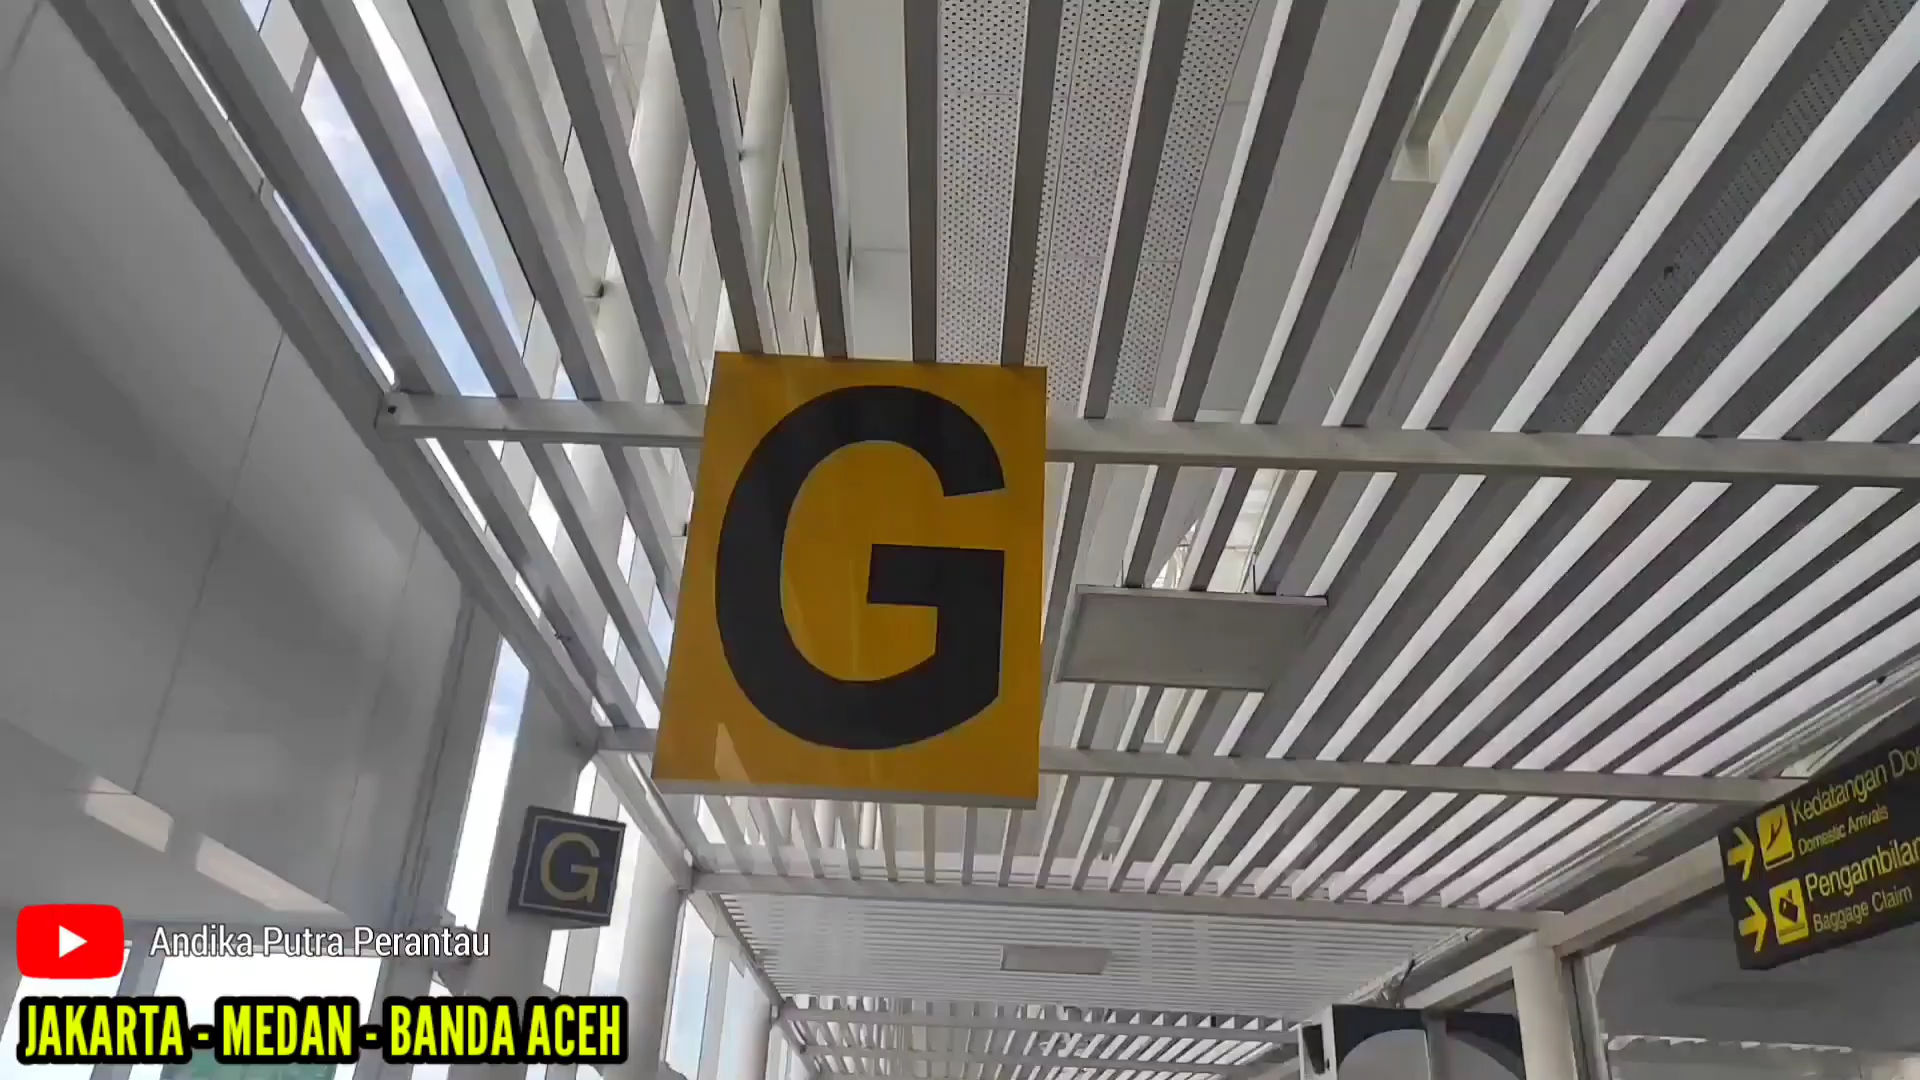 G
G
Kedatangan
Domestic Arrivals
Pengambilan
Baggage Claim
Andika Putra Perantau
JAKARTA - MEDAN - BANDA ACEH